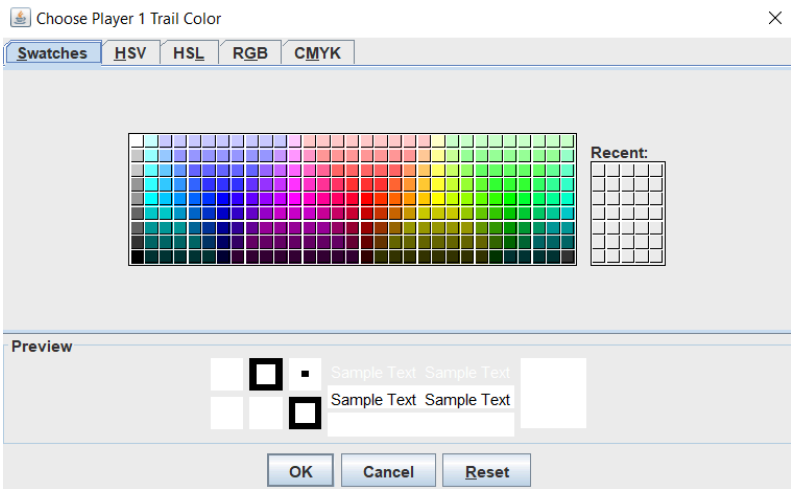 Choose Player 1 Trail Color
Swatches HSV HSL RGB CMYK
Recent:
Preview
Sample Text Sample Text
Sample Text Sample Text
OK Cancel Reset